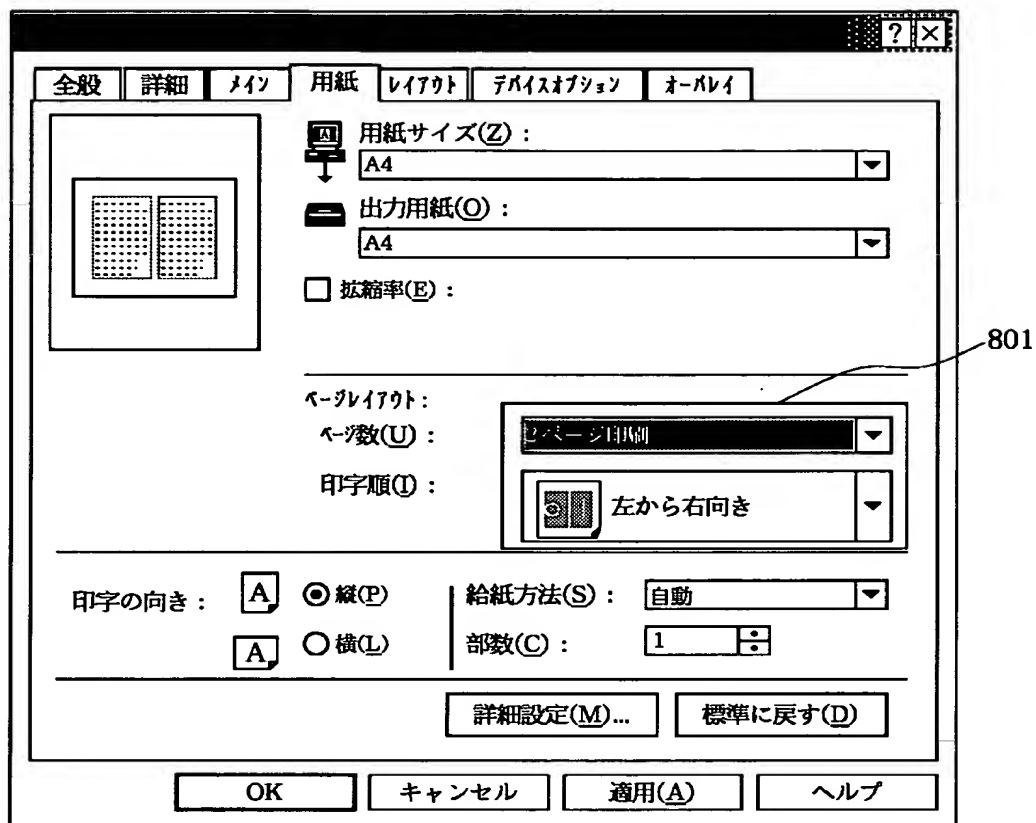 ? ×
全般 詳細 ﾒｲﾝ 用紙 ﾚｲｱｳﾄ ﾃﾞﾊﾞｲｽｵﾌﾟｼｮﾝ ｵｰﾊﾞﾚｲ
用紙サイズ(Z) :
A4
出力用紙(O) :
A4
拡縮率(E) :
801
ﾍﾟｰｼﾞﾚｲｱｳﾄ :
ﾍﾟｰｼﾞ数(U) : 2ページ印刷
印字順(I) : 左から右向き
印字の向き : A 縦(P) 給紙方法(S) : 自動
A 横(L) 部数(C) : 1
詳細設定(M)... 標準に戻す(D)
OK キャンセル 適用(A) ヘルプ